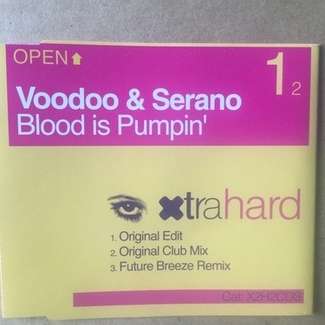 OPEN
1 2
Voodoo & Serano
Blood is Pumpin'
xtrahard
1. Original Edit
2. Original Club Mix
3. Future Breeze Remix
Cat: X2H2CDS